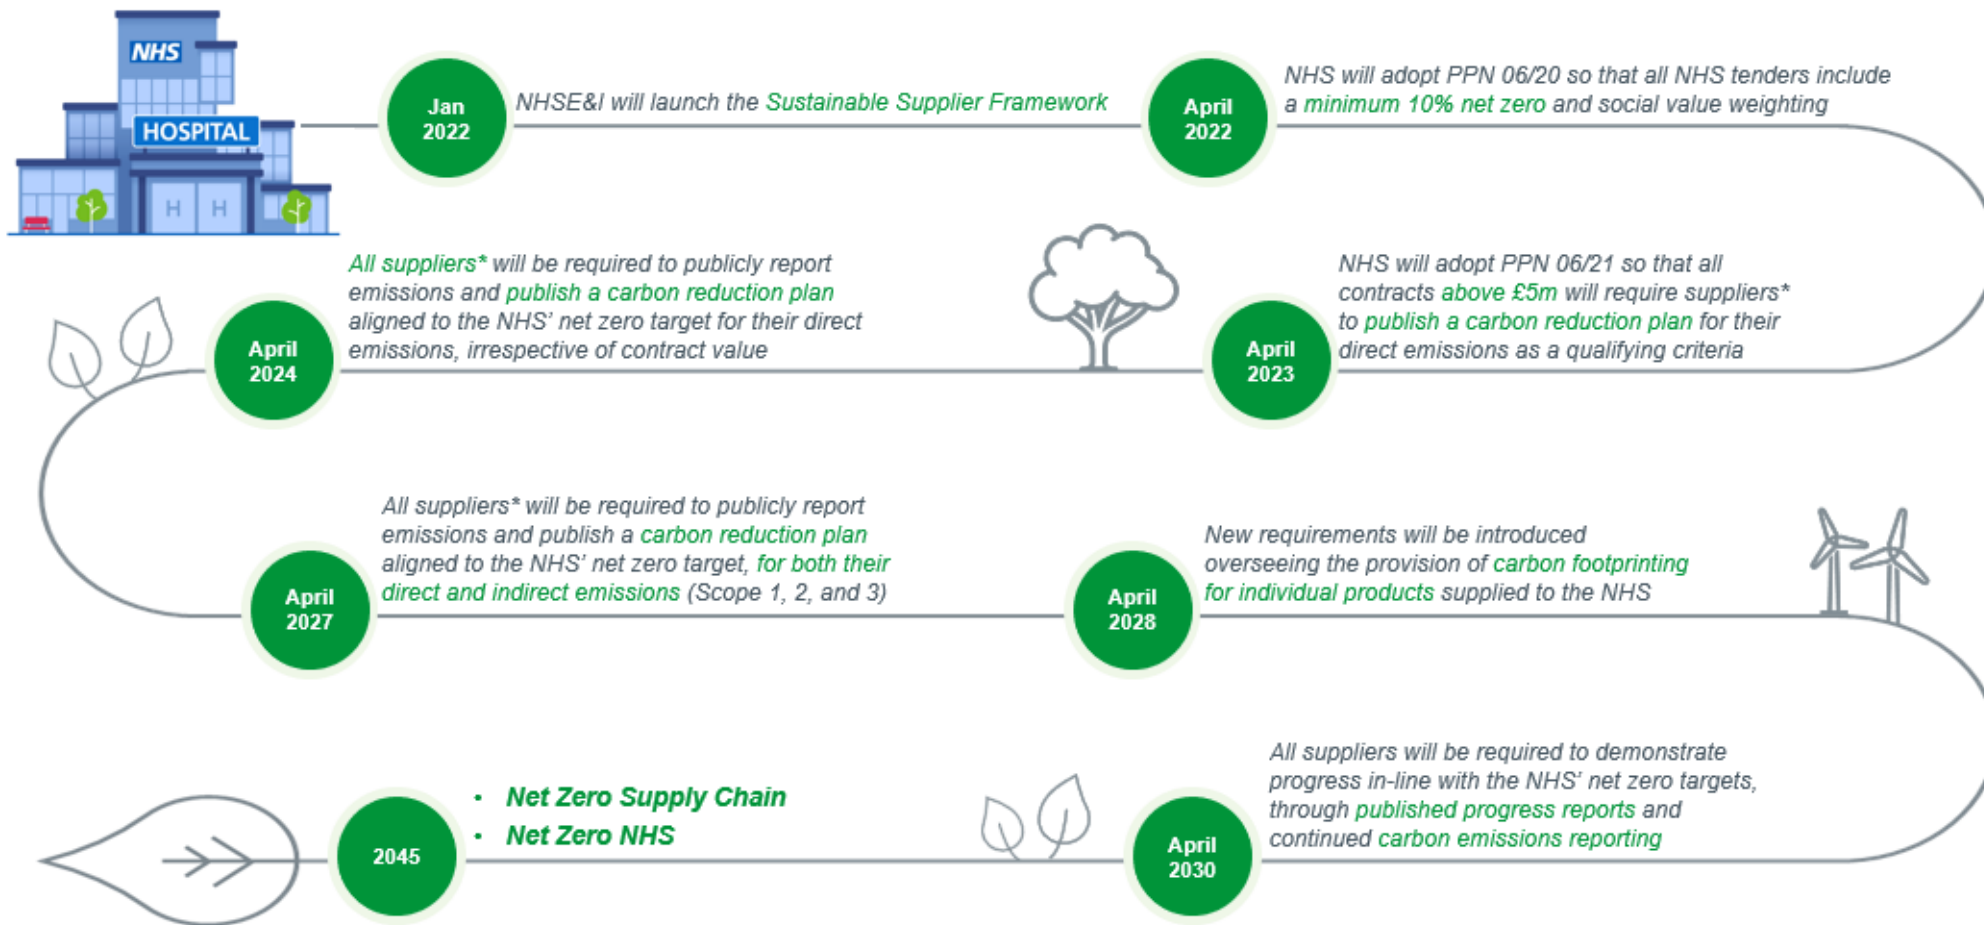 NHS
HOSPITAL
Jan
2022
NHSE&I will launch the Sustainable Supplier Framework
April
2022
NHS will adopt PPN 06/20 so that all NHS tenders include
a minimum 10% net zero and social value weighting
April
2023
NHS will adopt PPN 06/21 so that all
contracts above £5m will require suppliers*
to publish a carbon reduction plan for their
direct emissions as a qualifying criteria
April
2024
All suppliers* will be required to publicly report
emissions and publish a carbon reduction plan
aligned to the NHS' net zero target for their direct
emissions, irrespective of contract value
April
2027
All suppliers* will be required to publicly report
emissions and publish a carbon reduction plan
aligned to the NHS' net zero target, for both their
direct and indirect emissions (Scope 1, 2, and 3)
April
2028
New requirements will be introduced
overseeing the provision of carbon footprinting
for individual products supplied to the NHS
April
2030
All suppliers will be required to demonstrate
progress in-line with the NHS' net zero targets,
through published progress reports and
continued carbon emissions reporting
2045
• Net Zero Supply Chain
• Net Zero NHS
H H